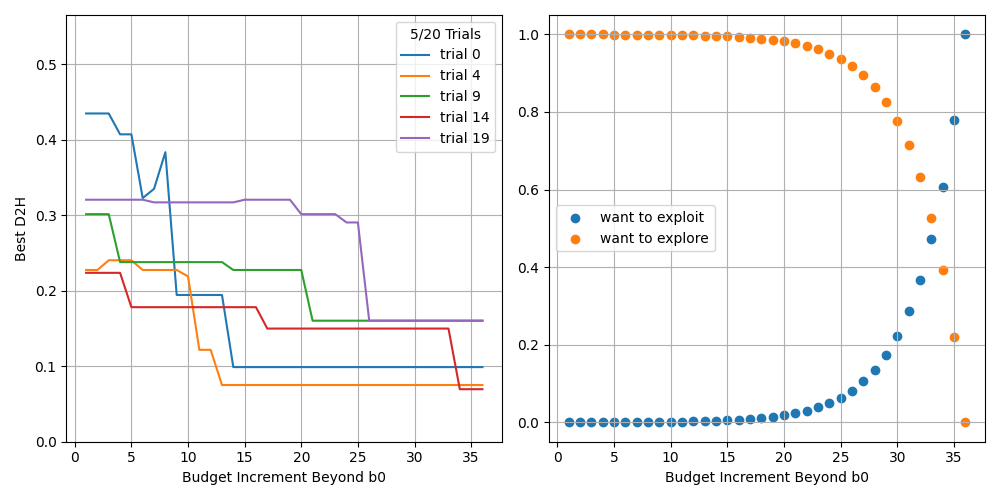 5/20 Trials
trial 0
trial 4
trial 9
trial 14
trial 19
Best D2H
0.5
0.4
0.3
0.2
0.1
0.0
0 5 10 15 20 25 30 35
Budget Increment Beyond b0
1.0
0.8
0.6
0.4
0.2
0.0
want to exploit
want to explore
0 5 10 15 20 25 30 35
Budget Increment Beyond b0